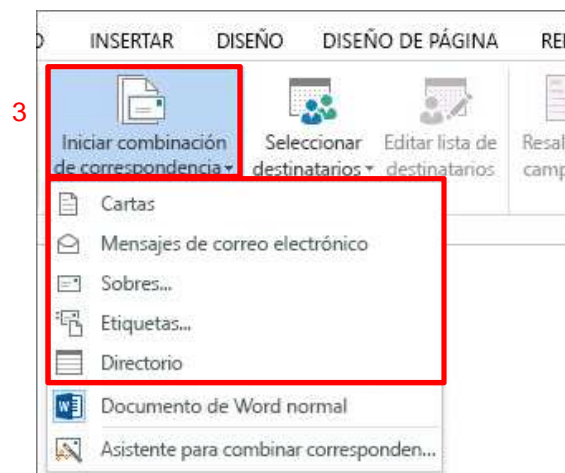 INSERTAR DISEÑO DISEÑO DE PÁGINA
3
Iniciar combinación Seleccionar Editar lista de
de correspondencia destinatarios destinatarios
Cartas
Mensajes de correo electrónico
Sobres...
Etiquetas...
Directorio
Documento de Word normal
Asistente para combinar corresponden...